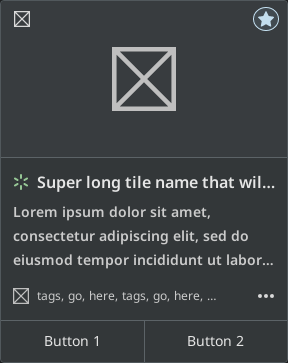 Super long tile name that wil...
Lorem ipsum dolor sit amet,
consectetur adipiscing elit, sed do
eiusmod tempor incididunt ut labor...
tags, go, here, tags, go, here, ...
Button 1
Button 2